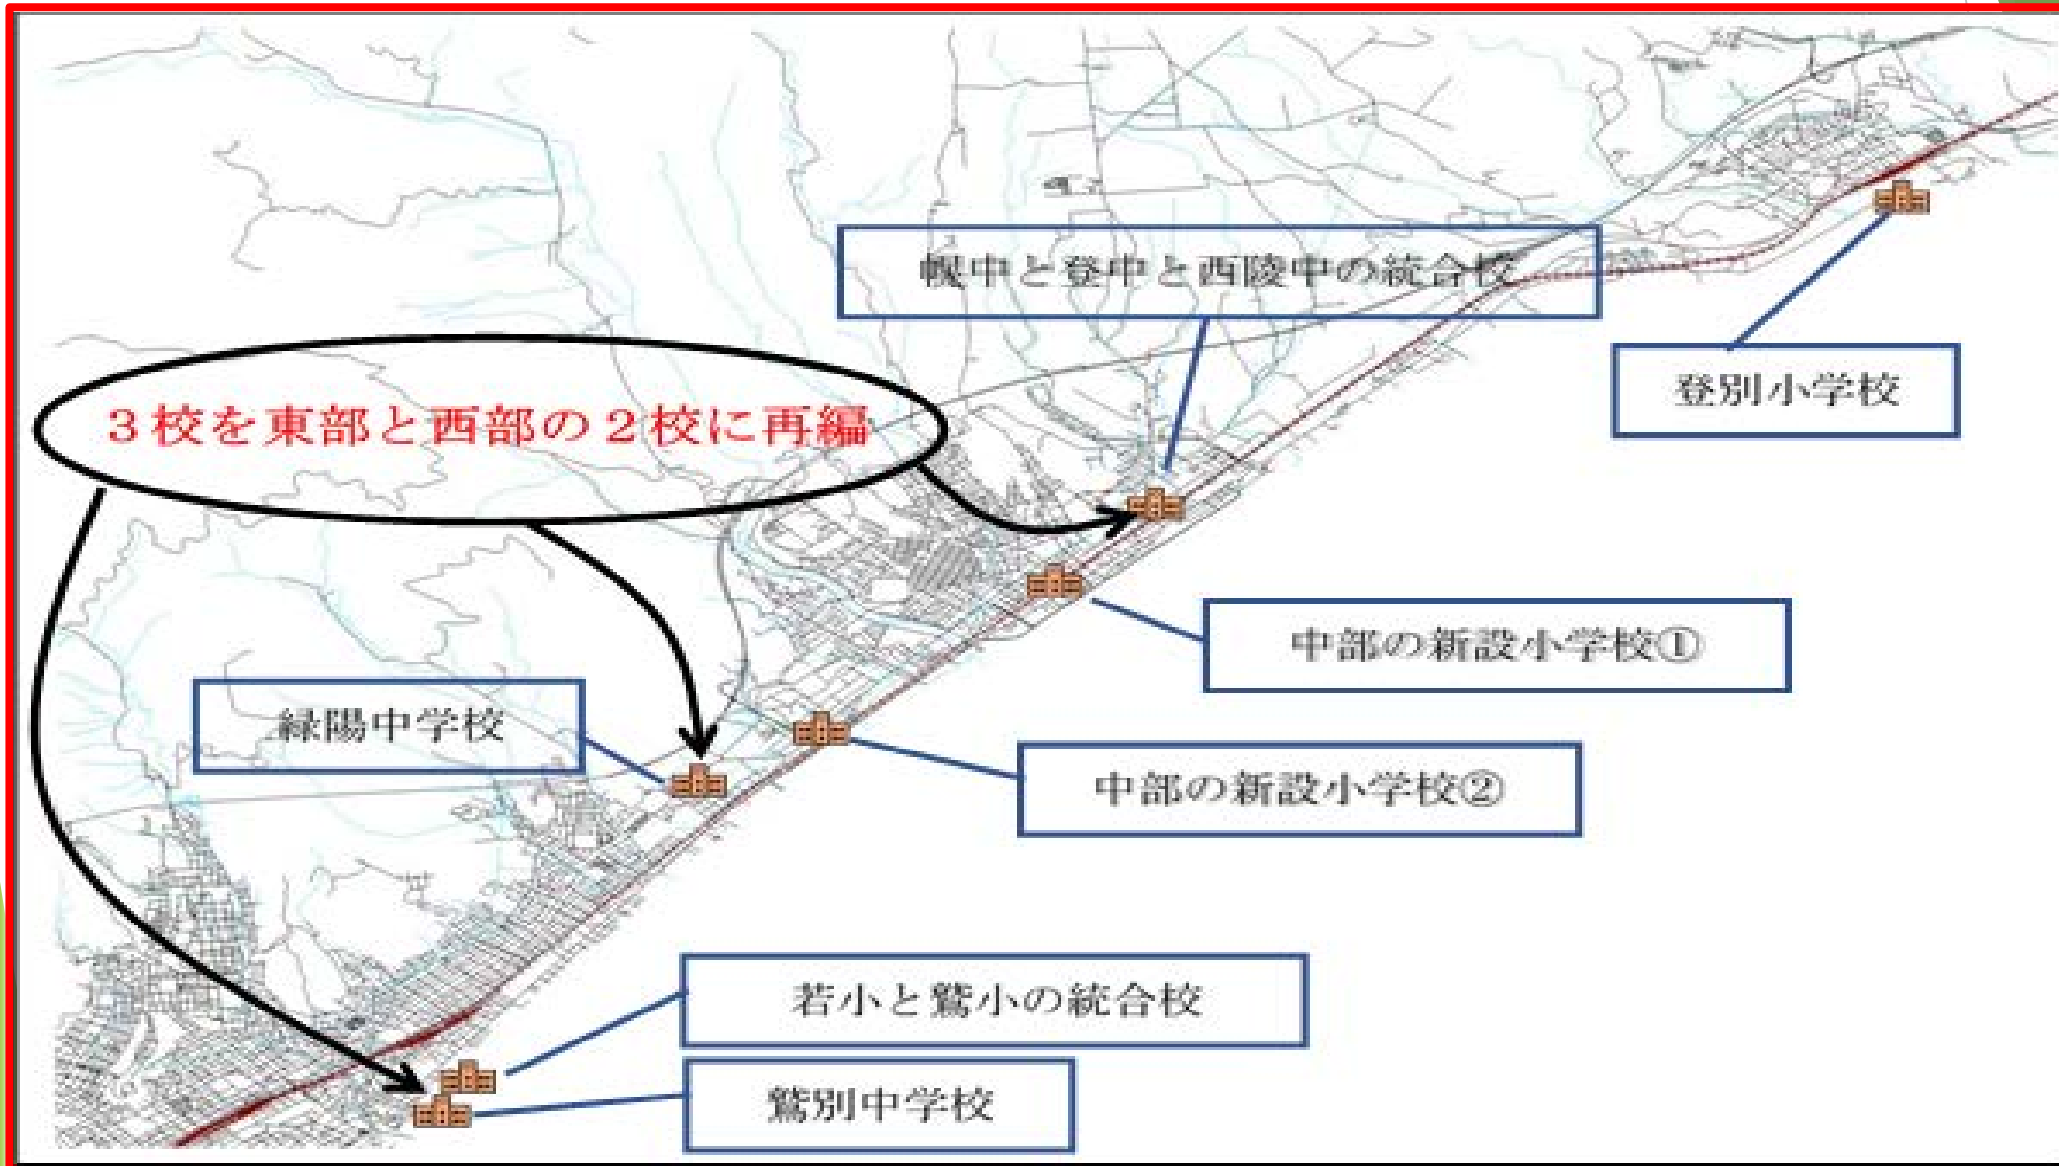 幌中と登中と西陵中の統合校
登別小学校
３校を東部と西部の２校に再編
中部の新設小学校①
緑陽中学校
中部の新設小学校②
若小と鷲小の統合校
鷲別中学校